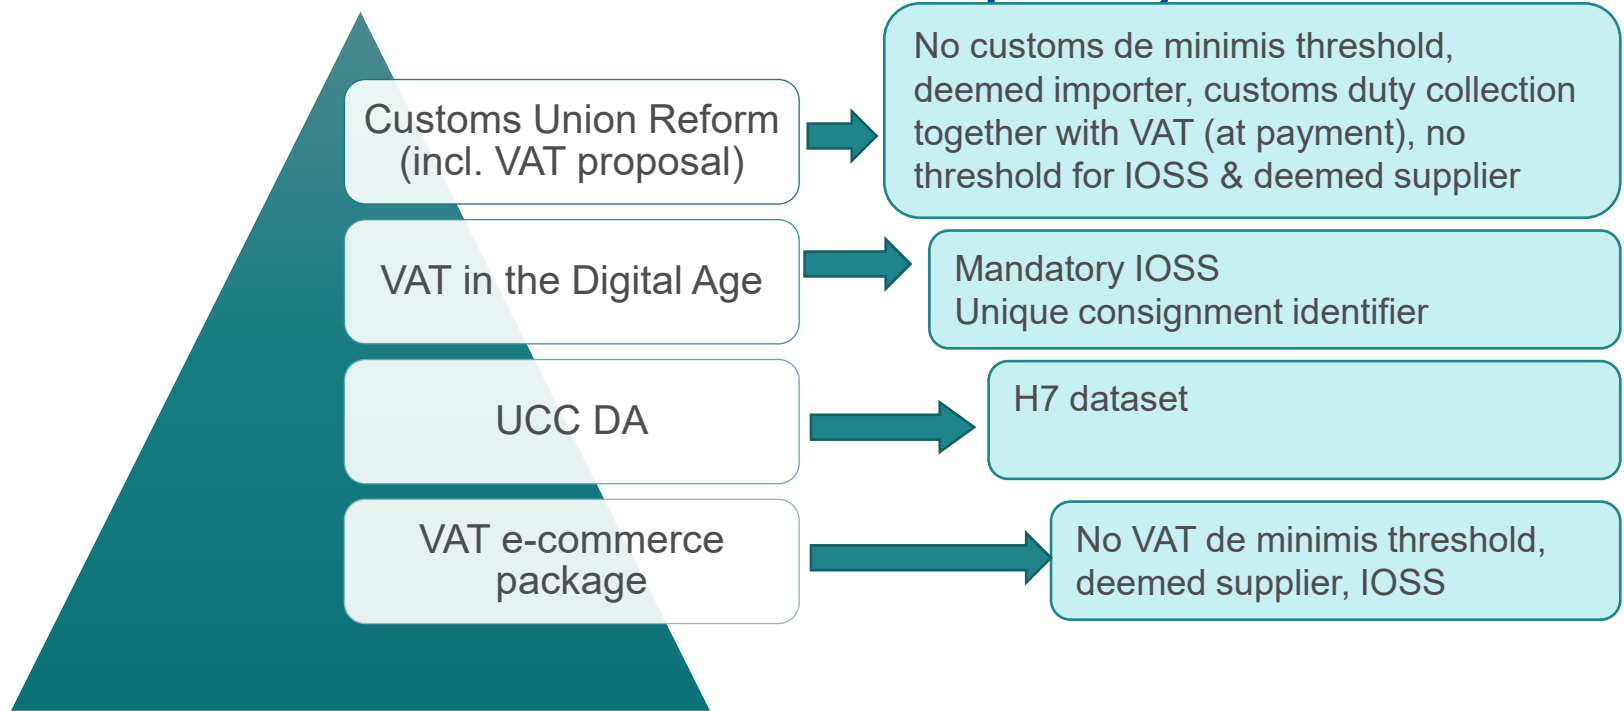 Customs Union Reform
(incl. VAT proposal)
No customs de minimis threshold,
deemed importer, customs duty collection
together with VAT (at payment), no
threshold for IOSS & deemed supplier
VAT in the Digital Age
Mandatory IOSS
Unique consignment identifier
UCC DA
H7 dataset
VAT e-commerce
package
No VAT de minimis threshold,
deemed supplier, IOSS